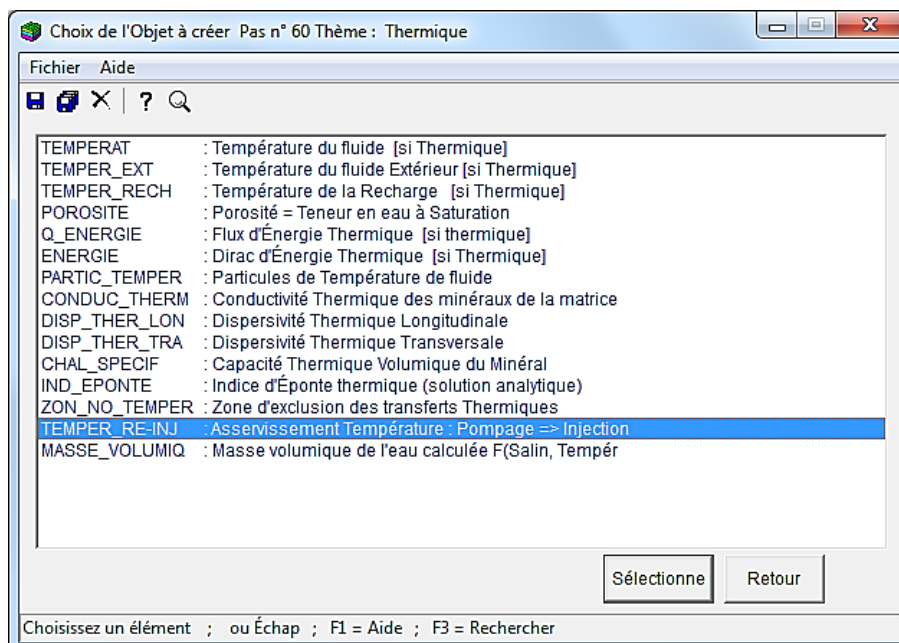 Choix de l'Objet à créer Pas n° 60 Thème : Thermique
Fichier Aide
TEMPERAT : Température du fluide [si Thermique]
TEMPER_EXT : Température du fluide Extérieur [si Thermique]
TEMPER_RECH : Température de la Recharge [si Thermique]
POROSITE : Porosité = Teneur en eau à Saturation
Q_ENERGIE : Flux d'Énergie Thermique [si thermique]
ENERGIE : Dirac d'Énergie Thermique [si Thermique]
PARTIC_TEMPER : Particules de Température de fluide
CONDUC_THERM : Conductivité Thermique des minéraux de la matrice
DISP_THER_LON : Dispersivité Thermique Longitudinale
DISP_THER_TRA : Dispersivité Thermique Transversale
CHAL_SPECIF : Capacité Thermique Volumique du Minéral
IND_EPONTE : Indice d'Éponte thermique (solution analytique)
ZON_NO_TEMPER : Zone d'exclusion des transferts Thermiques
TEMPER_RE-INJ : Asservissement Température : Pompage => Injection
MASSE_VOLUMIQ : Masse volumique de l'eau calculée F(Salin, Tempér
Sélectionne Retour
Choisissez un élément ; ou Échap ; F1 = Aide ; F3 = Rechercher